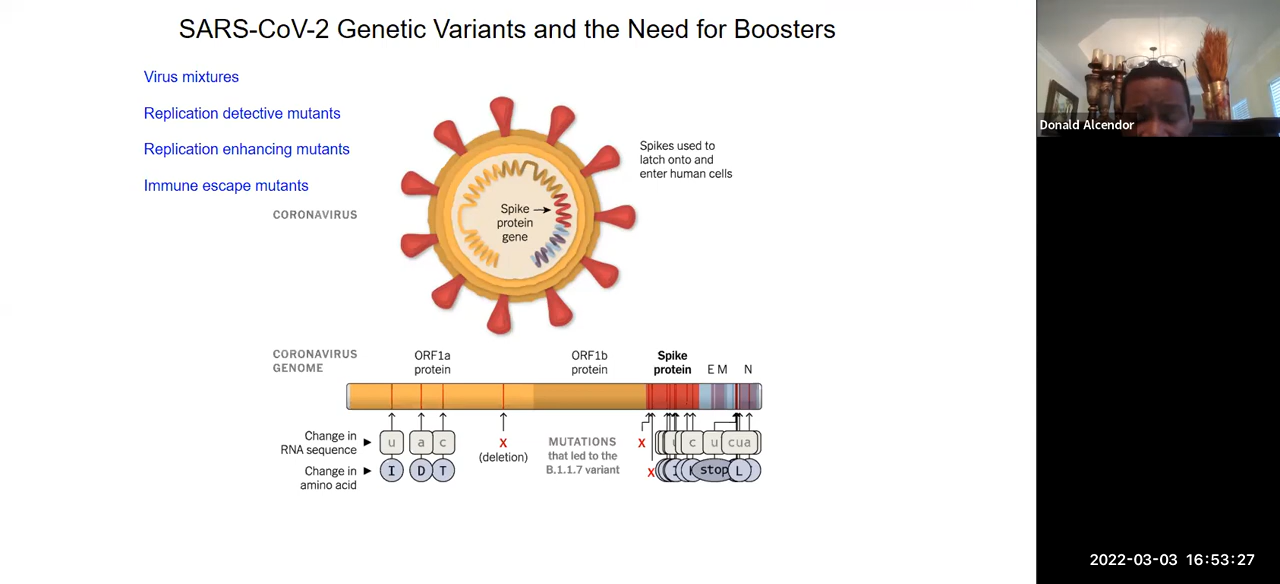 SARS-CoV-2 Genetic Variants and the Need for Boosters
Virus mixtures
Replication detective mutants
Replication enhancing mutants
Immune escape mutants
CORONAVIRUS
Spikes used to
latch onto and
enter human cells
Spike
protein
gene
Donald Alcendor
CORONAVIRUS
GENOME
ORF1a
protein
ORF1b
protein
Spike
protein
E M
N
Change in
RNA sequence
u
a
c
X
(deletion)
MUTATIONS
that led to the
B.1.1.7 variant
X
c
u
cua
Change in
amino acid
I
D
T
X
I
stop
L
2022-03-03 16:53:27